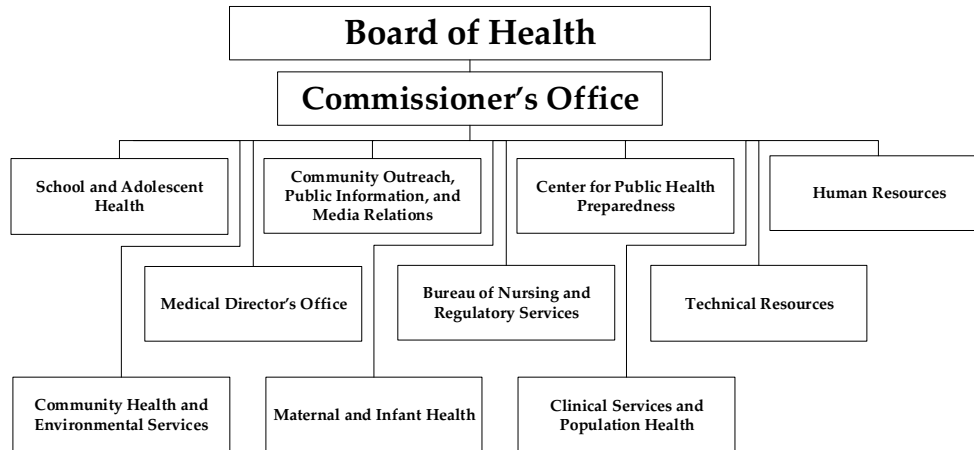 Board of Health
Commissioner’s Office
School and Adolescent
Health
Community Outreach,
Public Information, and
Media Relations
Center for Public Health
Preparedness
Human Resources
Medical Director’s Office
Bureau of Nursing and
Regulatory Services
Technical Resources
Community Health and
Environmental Services
Maternal and Infant Health
Clinical Services and
Population Health